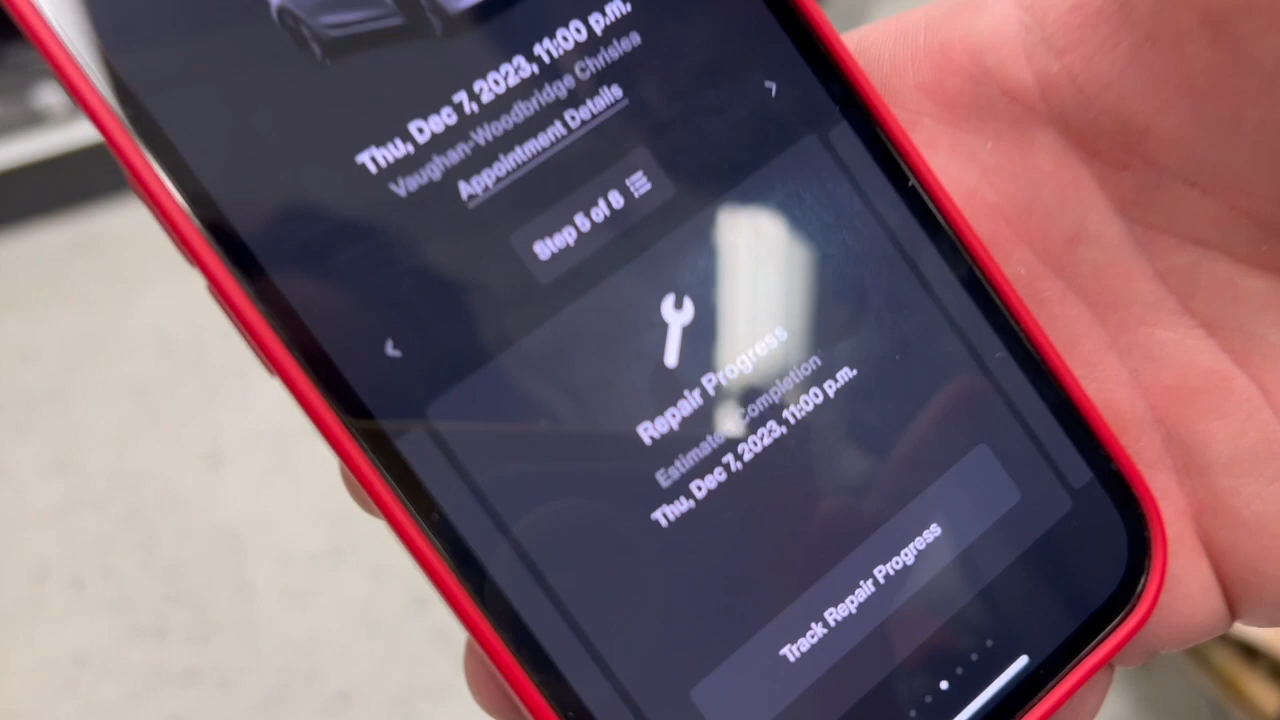 Thu, Dec 7, 2023, 11:00 p.m.
Vaughan-Woodbridge Chrislea
Appointment Details
Step 5 of 8
Repair Progress
Estimated Completion
Thu, Dec 7, 2023, 11:00 p.m.
Track Repair Progress